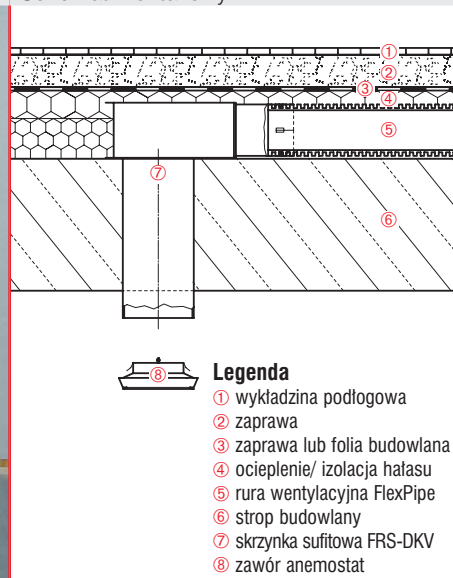 ①
②
③
④
⑤
⑦
⑥
⑧
Legenda
① wykładzina podłogowa
② zaprawa
③ zaprawa lub folia budowlana
④ ocieplenie/ izolacja hałasu
⑤ rura wentylacyjna FlexPipe
⑥ strop budowlany
⑦ skrzynka sufitowa FRS-DKV
⑧ zawór anemostat